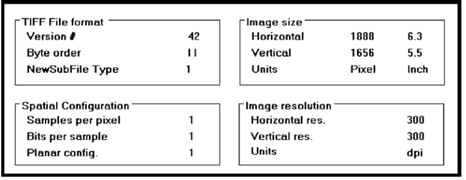 TIFF File format
Version # 42
Byte order I I
NewSubFile Type 1
Image size
Horizontal 1888 6.3
Vertical 1656 5.5
Units Pixel Inch
Spatial Configuration
Samples per pixel 1
Bits per sample 1
Planar config. 1
Image resolution
Horizontal res. 300
Vertical res. 300
Units dpi